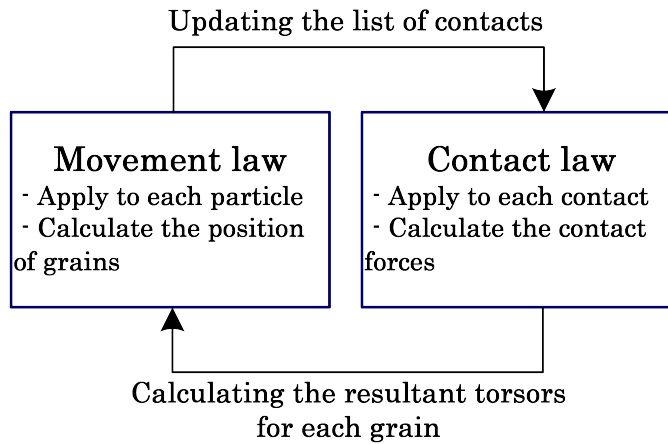 Updating the list of contacts
Movement law
- Apply to each particle
- Calculate the position
of grains
Contact law
- Apply to each contact
- Calculate the contact
forces
Calculating the resultant torsors
for each grain